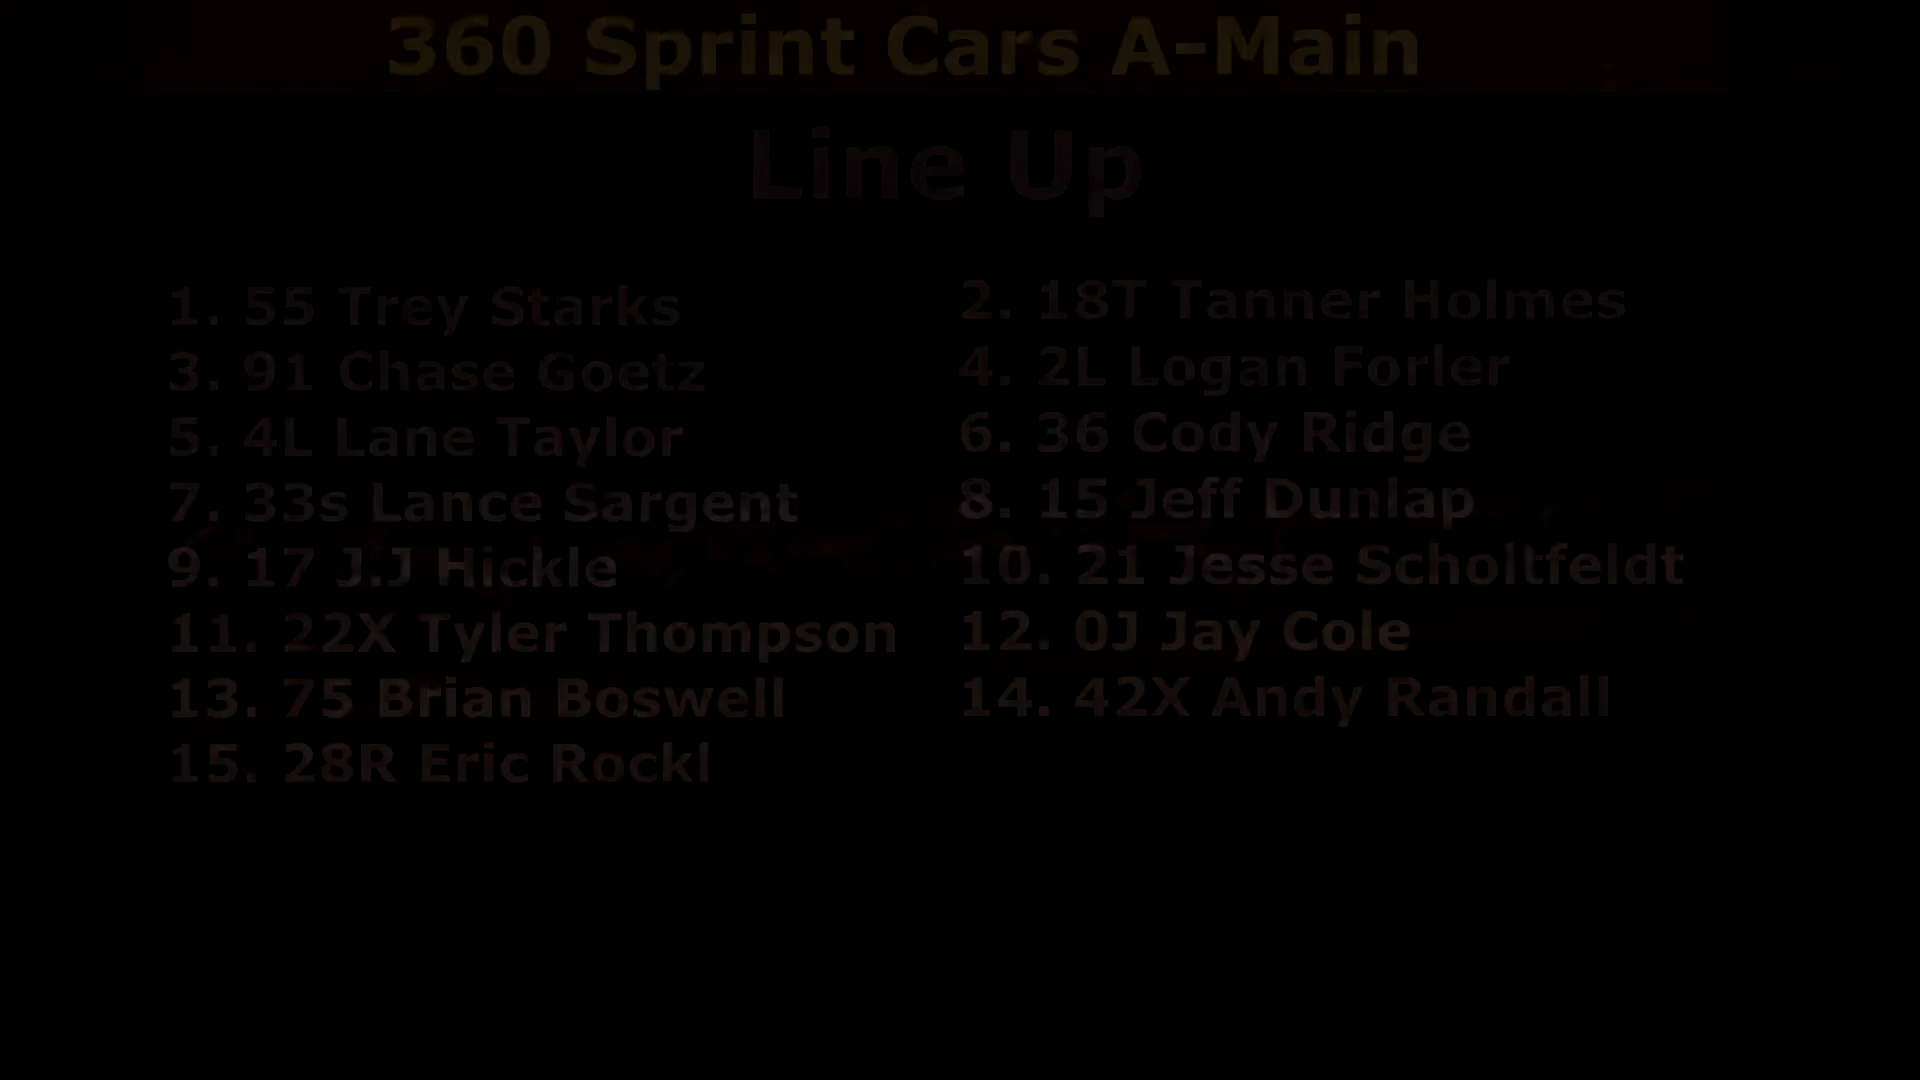 360 Sprint Cars A-Main
Line Up
1. 55 Trey Starks
2. 18T Tanner Holmes
3. 91 Chase Goetz
4. 2L Logan Forler
5. 4L Lane Taylor
6. 36 Cody Ridge
7. 33s Lance Sargent
8. 15 Jeff Dunlap
9. 17 J.J Hickle
10. 21 Jesse Scholtfeldt
11. 22X Tyler Thompson
12. 0J Jay Cole
13. 75 Brian Boswell
14. 42X Andy Randall
15. 28R Eric Rockl